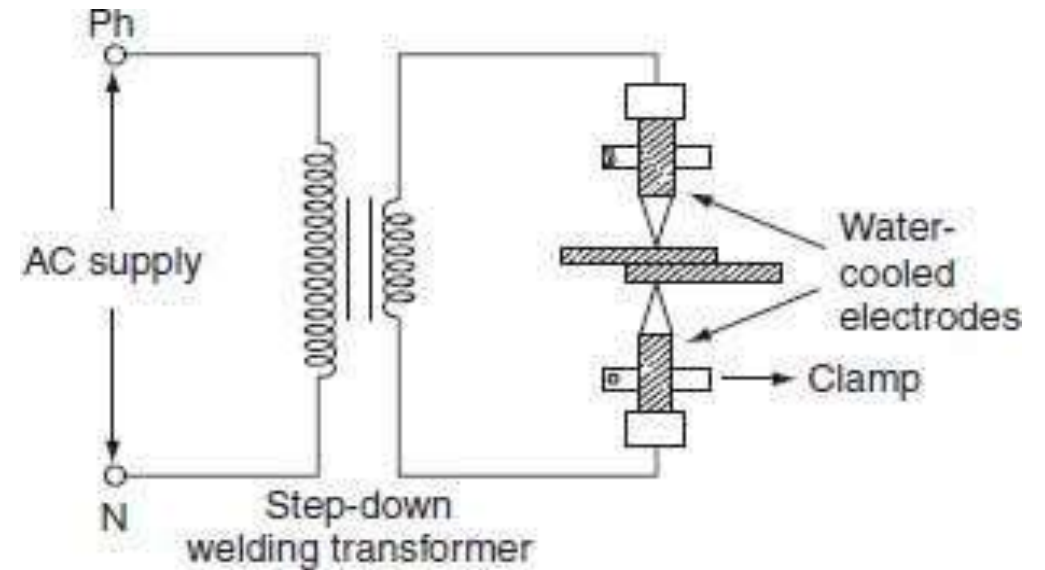 Ph
AC supply
N
Step-down
welding transformer
Water-
cooled
electrodes
Clamp